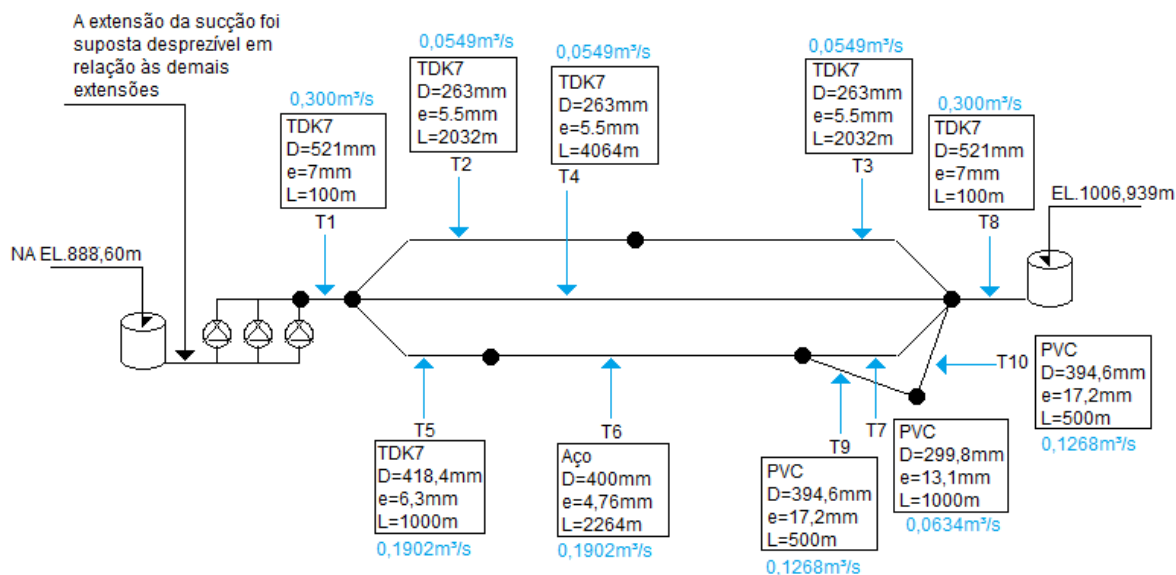 A extensão da sucção foi
suposta desprezível em
relação às demais
extensões
0,300m³/s
TDK7
D=521mm
e=7mm
L=100m
T1
0,0549m³/s
TDK7
D=263mm
e=5.5mm
L=2032m
T2
0,0549m³/s
TDK7
D=263mm
e=5.5mm
L=4064m
T4
0,0549m³/s
TDK7
D=263mm
e=5.5mm
L=2032m
T3
0,300m³/s
TDK7
D=521mm
e=7mm
L=100m
T8
EL.1006,939m
NA EL.888,60m
T5
TDK7
D=418,4mm
e=6,3mm
L=1000m
0,1902m³/s
T6
Aço
D=400mm
e=4,76mm
L=2264m
0,1902m³/s
T9
PVC
D=394,6mm
e=17,2mm
L=500m
0,1268m³/s
T7
PVC
D=299,8mm
e=13,1mm
L=1000m
0,0634m³/s
T10
PVC
D=394,6mm
e=17,2mm
L=500m
0,1268m³/s